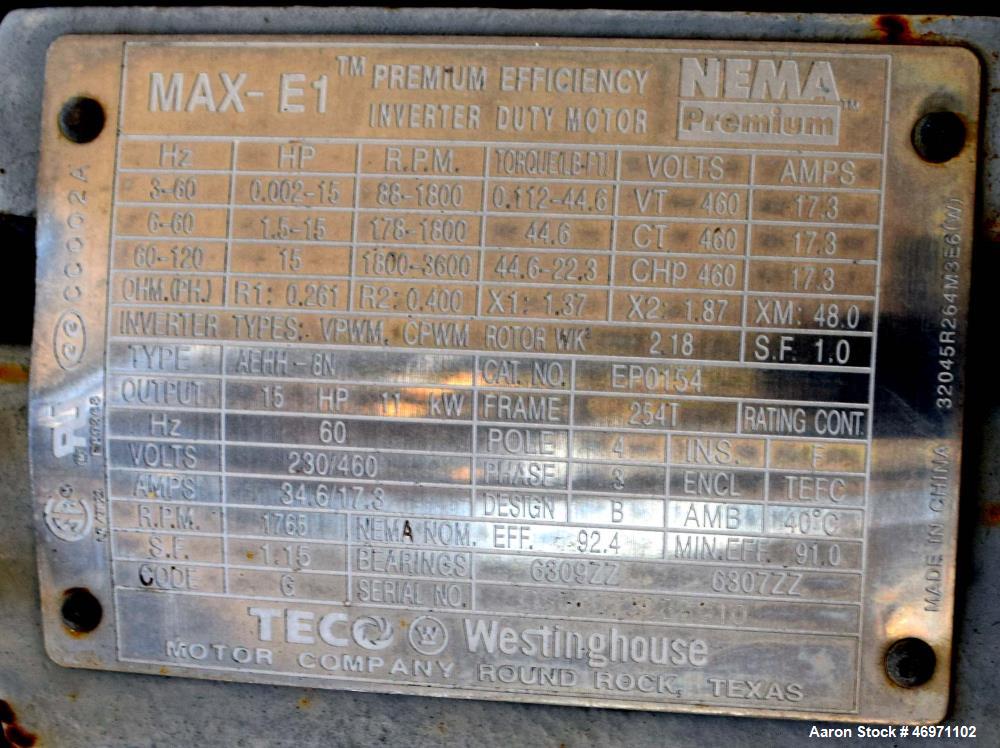 MAX-E1™ PREMIUM EFFICIENCY
INVERTER DUTY MOTOR
NEMA
Premium™
Hz HP R.P.M. TORQUE(LB-FT) VOLTS AMPS
3-60 0.002-15 88-1800 0.112-44.6 VT 460 17.3
6-60 1.5-15 178-1800 44.6 CT 460 17.3
60-120 15 1800-3600 44.6-22.3 CHp 460 17.3
OHM.(PH.) R1: 0.261 R2: 0.400 X1: 1.37 X2: 1.87 XM: 48.0
INVERTER TYPES: VPWM, CPWM ROTOR WK² 2.18 S.F. 1.0
TYPE AEHH-8N CAT. NO. EP0154
OUTPUT 15 HP 11 kW FRAME 254T RATING CONT.
Hz 60 POLE 4 INS. F
VOLTS 230/460 PHASE 3 ENCL TEFC
AMPS 34.6/17.3 DESIGN B AMB 40°C
R.P.M. 1765 NEMA NOM. EFF. 92.4 MIN.EFF. 91.0
S.F. 1.15 BEARINGS 6309ZZ 6307ZZ
CODE G SERIAL NO.
TECO Westinghouse
MOTOR COMPANY ROUND ROCK, TEXAS
CC002A
MADE IN CHINA 32045R264M3E6(W)
Aaron Stock # 46971102